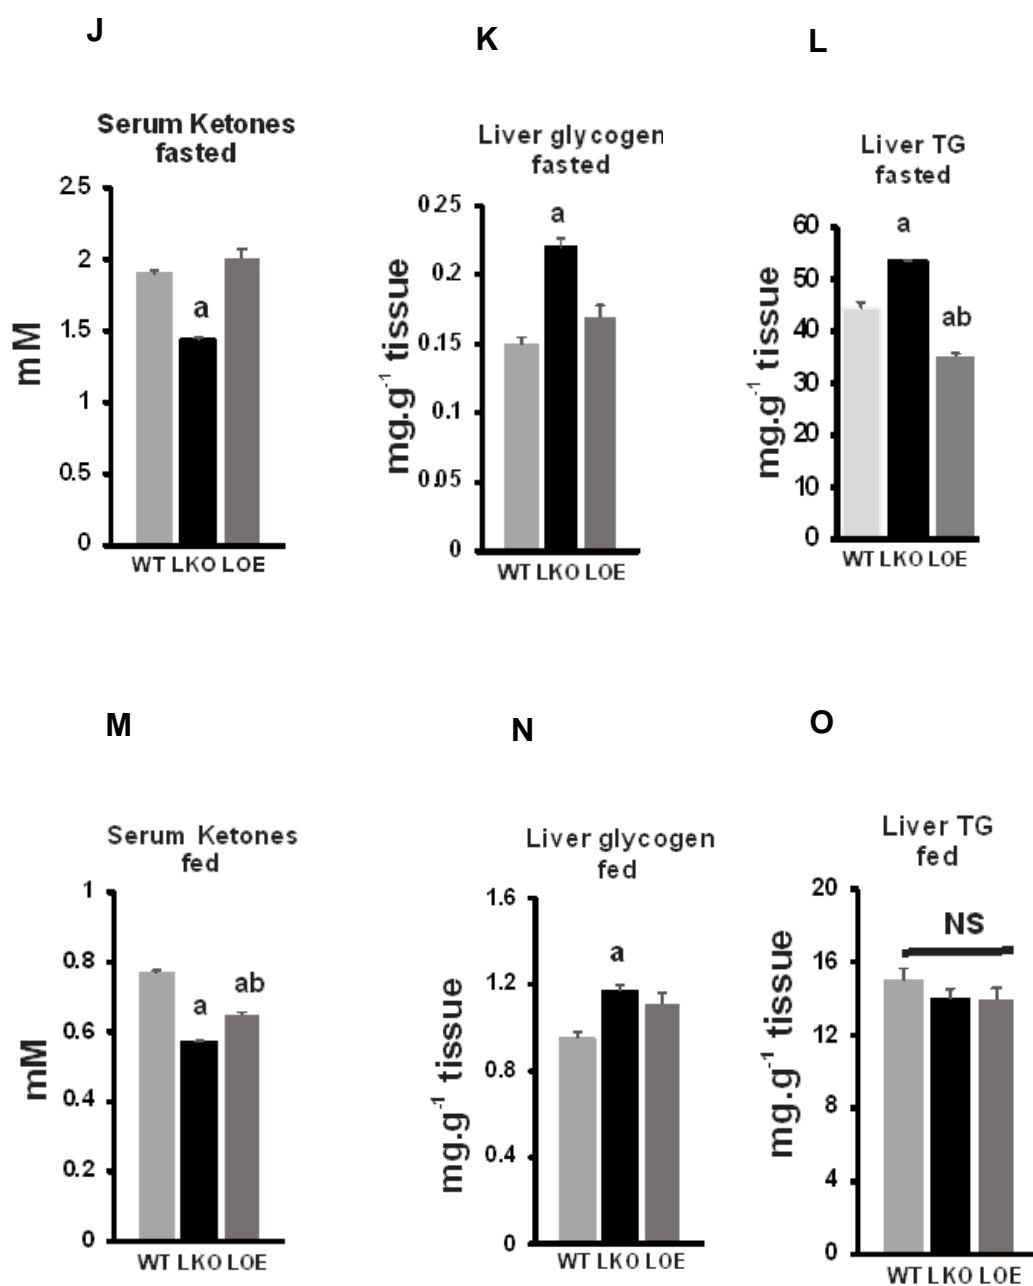 J
Serum Ketones
fasted
mM
2.5
2
1.5
1
0.5
0
a
WT LKO LOE
K
Liver glycogen
fasted
mg.g-1 tissue
0.25
0.2
0.15
0.1
0.05
0
a
WT LKO LOE
L
Liver TG
fasted
mg.g-1 tissue
60
50
40
30
20
10
0
a
ab
WT LKO LOE
M
Serum Ketones
fed
mM
1
0.8
0.6
0.4
0.2
0
a
ab
WT LKO LOE
N
Liver glycogen
fed
mg.g-1 tissue
1.6
1.2
0.8
0.4
0
a
WT LKO LOE
O
Liver TG
fed
mg.g-1 tissue
20
16
12
8
4
0
NS
WT LKO LOE